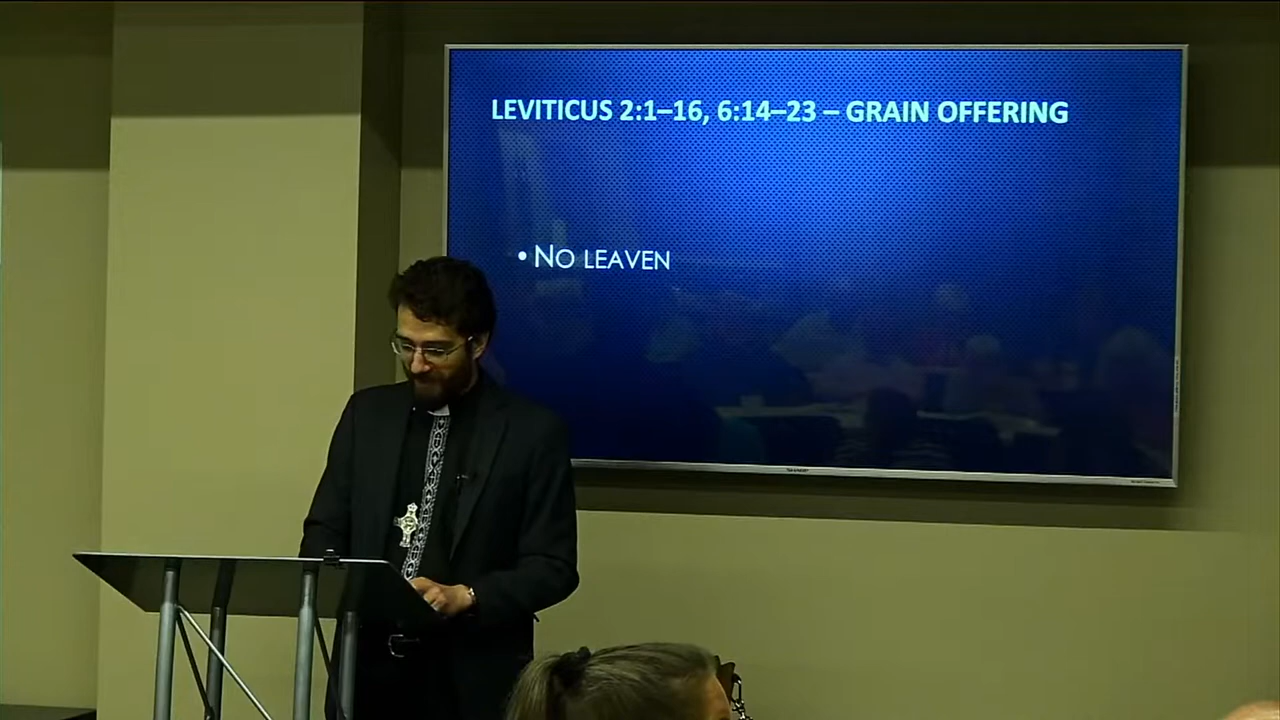 LEVITICUS 2:1–16, 6:14–23 – GRAIN OFFERING
• NO LEAVEN